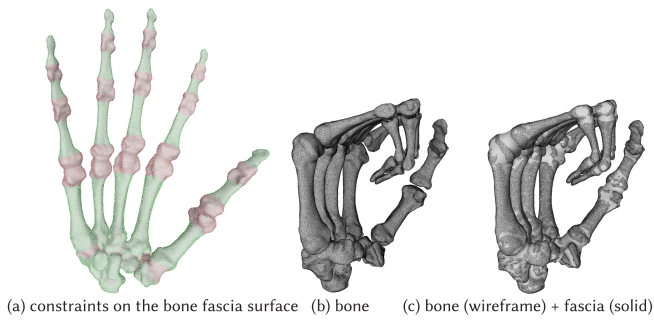 (a) constraints on the bone fascia surface (b) bone (c) bone (wireframe) + fascia (solid)